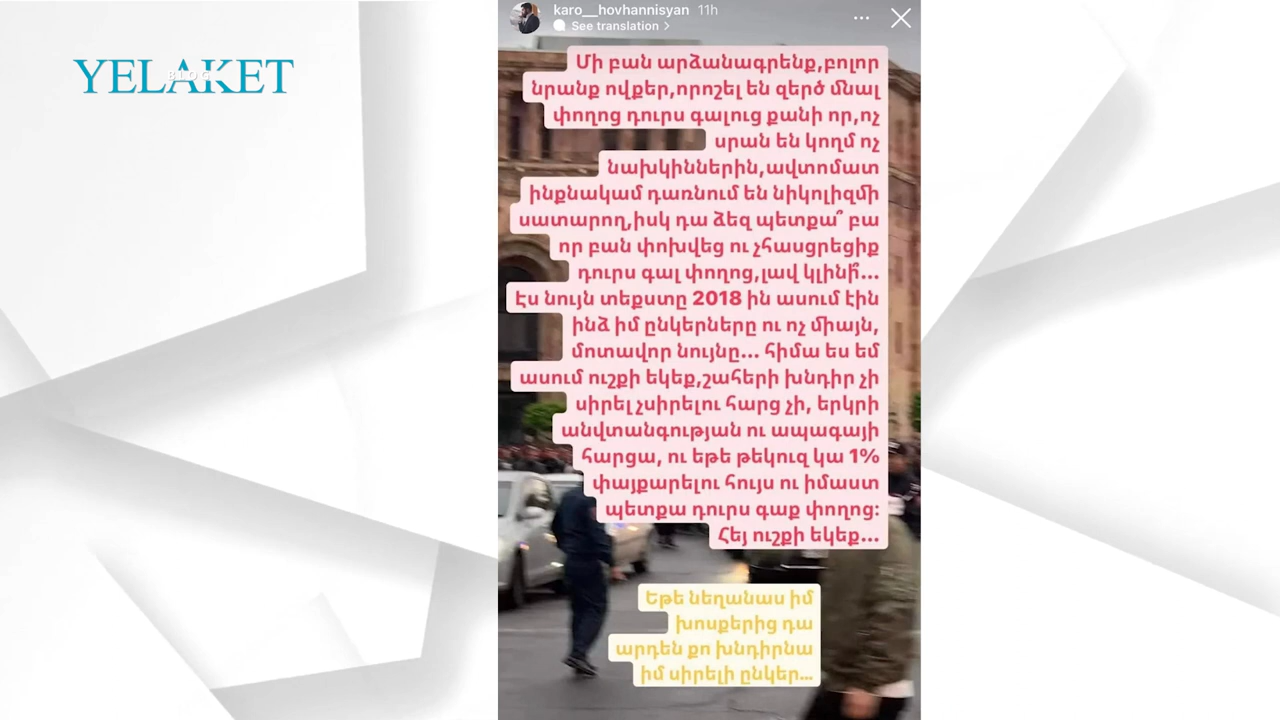 YELAKET
BLOG
karo__hovhannisyan 11h
See translation >
Մի բան արձանագրենք,բոլոր
նրանք ովքեր,որոշել են զերծ մնալ
փողոց դուրս գալուց քանի որ,ոչ
սրան են կողմ ոչ
նախկիններին,ավտոմատ
ինքնակամ դառնում են նիկոլիզմի
սատարող,իսկ դա ձեզ պետքա՞ բա
որ բան փոխվեց ու չհասցրեցիք
դուրս գալ փողոց,լավ կլինի՞...
Էս նույն տեքստը 2018 ին ասում էին
ինձ իմ ընկերները ու ոչ միայն,
մոտավոր նույնը... հիմա ես եմ
ասում ուշքի եկեք,շահերի խնդիր չի
սիրել չսիրելու հարց չի, երկրի
անվտանգության ու ապագայի
հարցա, ու եթե թեկուզ կա 1%
փայքարելու հույս ու իմաստ
պետքա դուրս գաք փողոց:
Հեյ ուշքի եկեք...
Եթե նեղանաս իմ
խոսքերից դա
արդեն քո խնդիրնա
իմ սիրելի ընկեր...